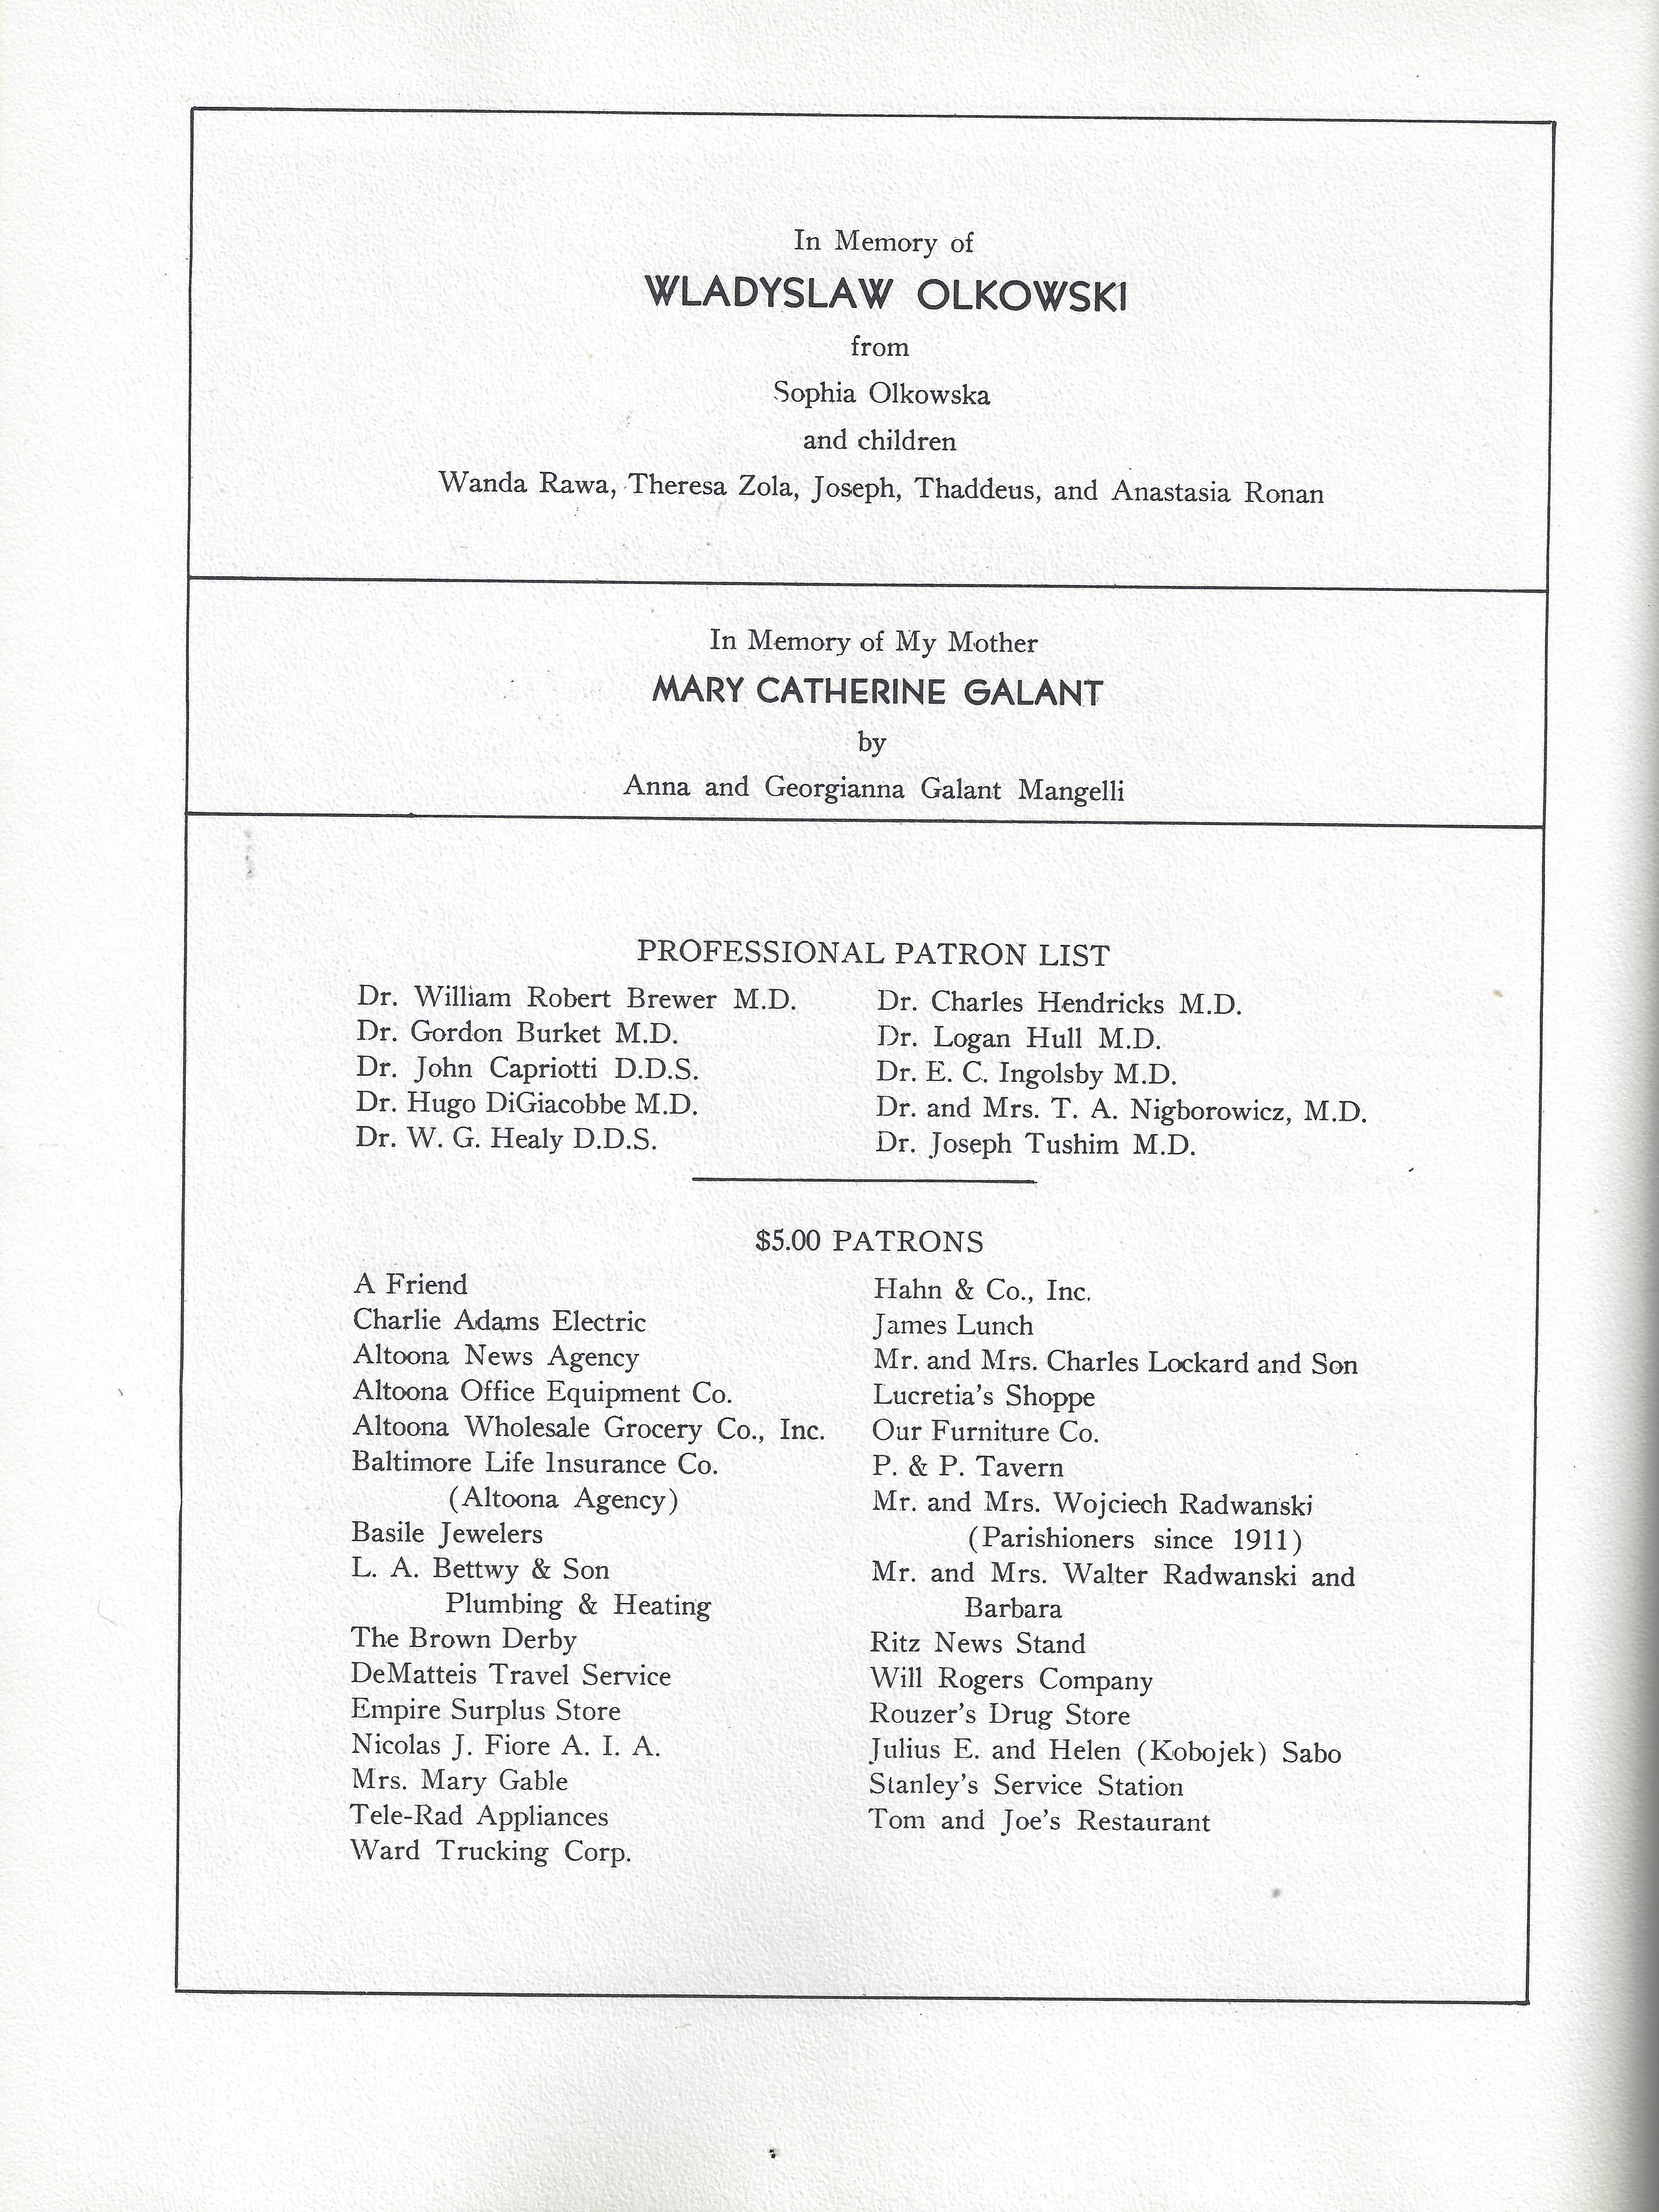 In Memory of
WLADYSLAW OLKOWSKI
from
Sophia Olkowska
and children
Wanda Rawa, Theresa Zola, Joseph, Thaddeus, and Anastasia Ronan
In Memory of My Mother
MARY CATHERINE GALANT
by
Anna and Georgianna Galant Mangelli
PROFESSIONAL PATRON LIST
Dr. William Robert Brewer M.D.
Dr. Gordon Burket M.D.
Dr. John Capriotti D.D.S.
Dr. Hugo DiGiacobbe M.D.
Dr. W. G. Healy D.D.S.
Dr. Charles Hendricks M.D.
Dr. Logan Hull M.D.
Dr. E. C. Ingolsby M.D.
Dr. and Mrs. T. A. Nigborowicz, M.D.
Dr. Joseph Tushim M.D.
$5.00 PATRONS
A Friend
Charlie Adams Electric
Altoona News Agency
Altoona Office Equipment Co.
Altoona Wholesale Grocery Co., Inc.
Baltimore Life Insurance Co.
(Altoona Agency)
Basile Jewelers
L. A. Bettwy & Son
Plumbing & Heating
The Brown Derby
DeMatteis Travel Service
Empire Surplus Store
Nicolas J. Fiore A. I. A.
Mrs. Mary Gable
Tele-Rad Appliances
Ward Trucking Corp.
Hahn & Co., Inc.
James Lunch
Mr. and Mrs. Charles Lockard and Son
Lucretia's Shoppe
Our Furniture Co.
P. & P. Tavern
Mr. and Mrs. Wojciech Radwanski
(Parishioners since 1911)
Mr. and Mrs. Walter Radwanski and
Barbara
Ritz News Stand
Will Rogers Company
Rouzer's Drug Store
Julius E. and Helen (Kobojek) Sabo
Stanley's Service Station
Tom and Joe's Restaurant